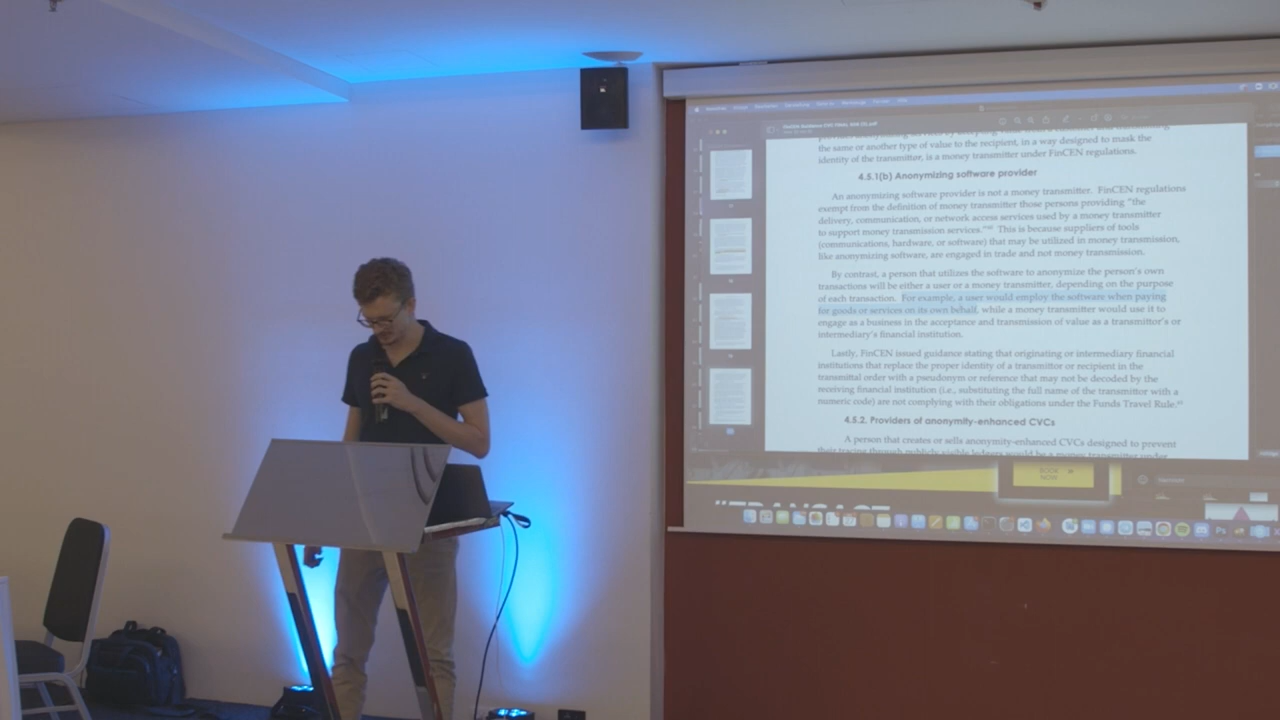 the same or another type of value to the recipient, in a way designed to mask the
identity of the transmitter, is a money transmitter under FinCEN regulations.
4.5.1(b) Anonymizing software provider
An anonymizing software provider is not a money transmitter. FinCEN regulations
exempt from the definition of money transmitter those persons providing "the
delivery, communication, or network access services used by a money transmitter
to support money transmission services." This is because suppliers of tools
(communications, hardware, or software) that may be utilized in money transmission,
like anonymizing software, are engaged in trade and not money transmission.
By contrast, a person that utilizes the software to anonymize the person's own
transactions will be either a user or a money transmitter, depending on the purpose
of each transaction. For example, a user would employ the software when paying
for goods or services on its own behalf, while a money transmitter would use it to
engage as a business in the acceptance and transmission of value as a transmittor's or
intermediary's financial institution.
Lastly, FinCEN issued guidance stating that originating or intermediary financial
institutions that replace the proper identity of a transmittor or recipient in the
transmittal order with a pseudonym or reference that may not be decoded by the
receiving financial institution (i.e., substituting the full name of the transmittor with a
numeric code) are not complying with their obligations under the Funds Travel Rule.
4.5.2. Providers of anonymity-enhanced CVCs
A person that creates or sells anonymity-enhanced CVCs designed to prevent
their tracing through publicly visible ledgers would be a money transmitter under
BOOK
NOW
"TRANSACT